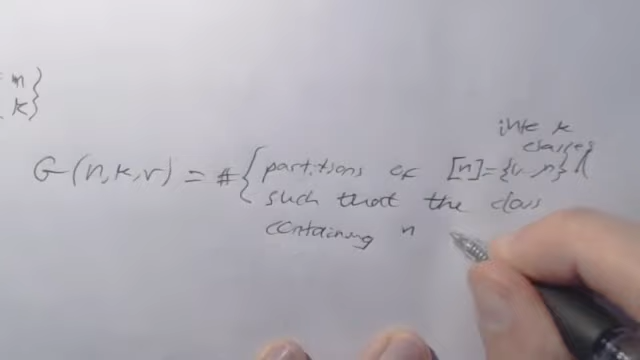 n }
k }
into k
classes
G(n,k,r) = # { partitions of [n]={1...n}
such that the class
containing n